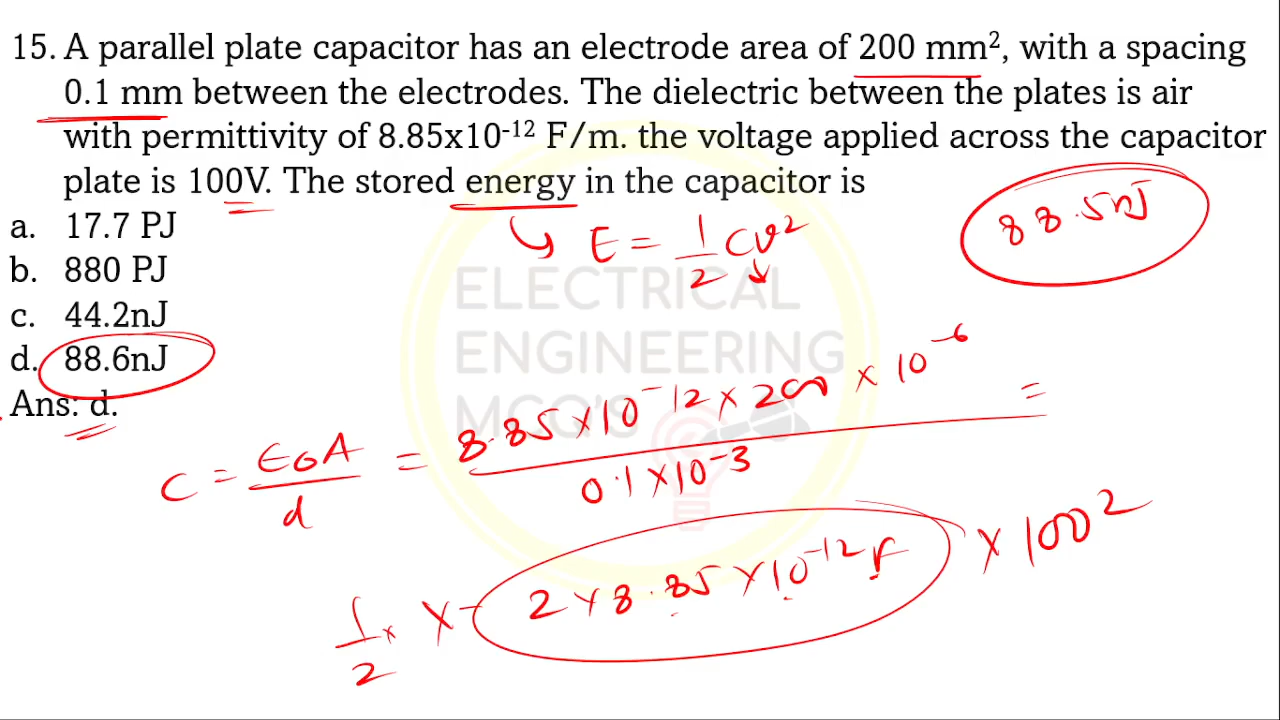 15. A parallel plate capacitor has an electrode area of 200 mm², with a spacing
0.1 mm between the electrodes. The dielectric between the plates is air
with permittivity of 8.85x10⁻¹² F/m. the voltage applied across the capacitor
plate is 100V. The stored energy in the capacitor is
a. 17.7 PJ
b. 880 PJ
c. 44.2nJ
d. 88.6nJ
Ans: d.
88.5nJ
E = 1/2 CV²
ELECTRICAL
ENGINEERING
MCQ'S
C = ε₀A/d = 8.85×10⁻¹² × 200 × 10⁻⁶ / 0.1×10⁻³ =
1/2 × × 2×8.85×10⁻¹² F × 100²